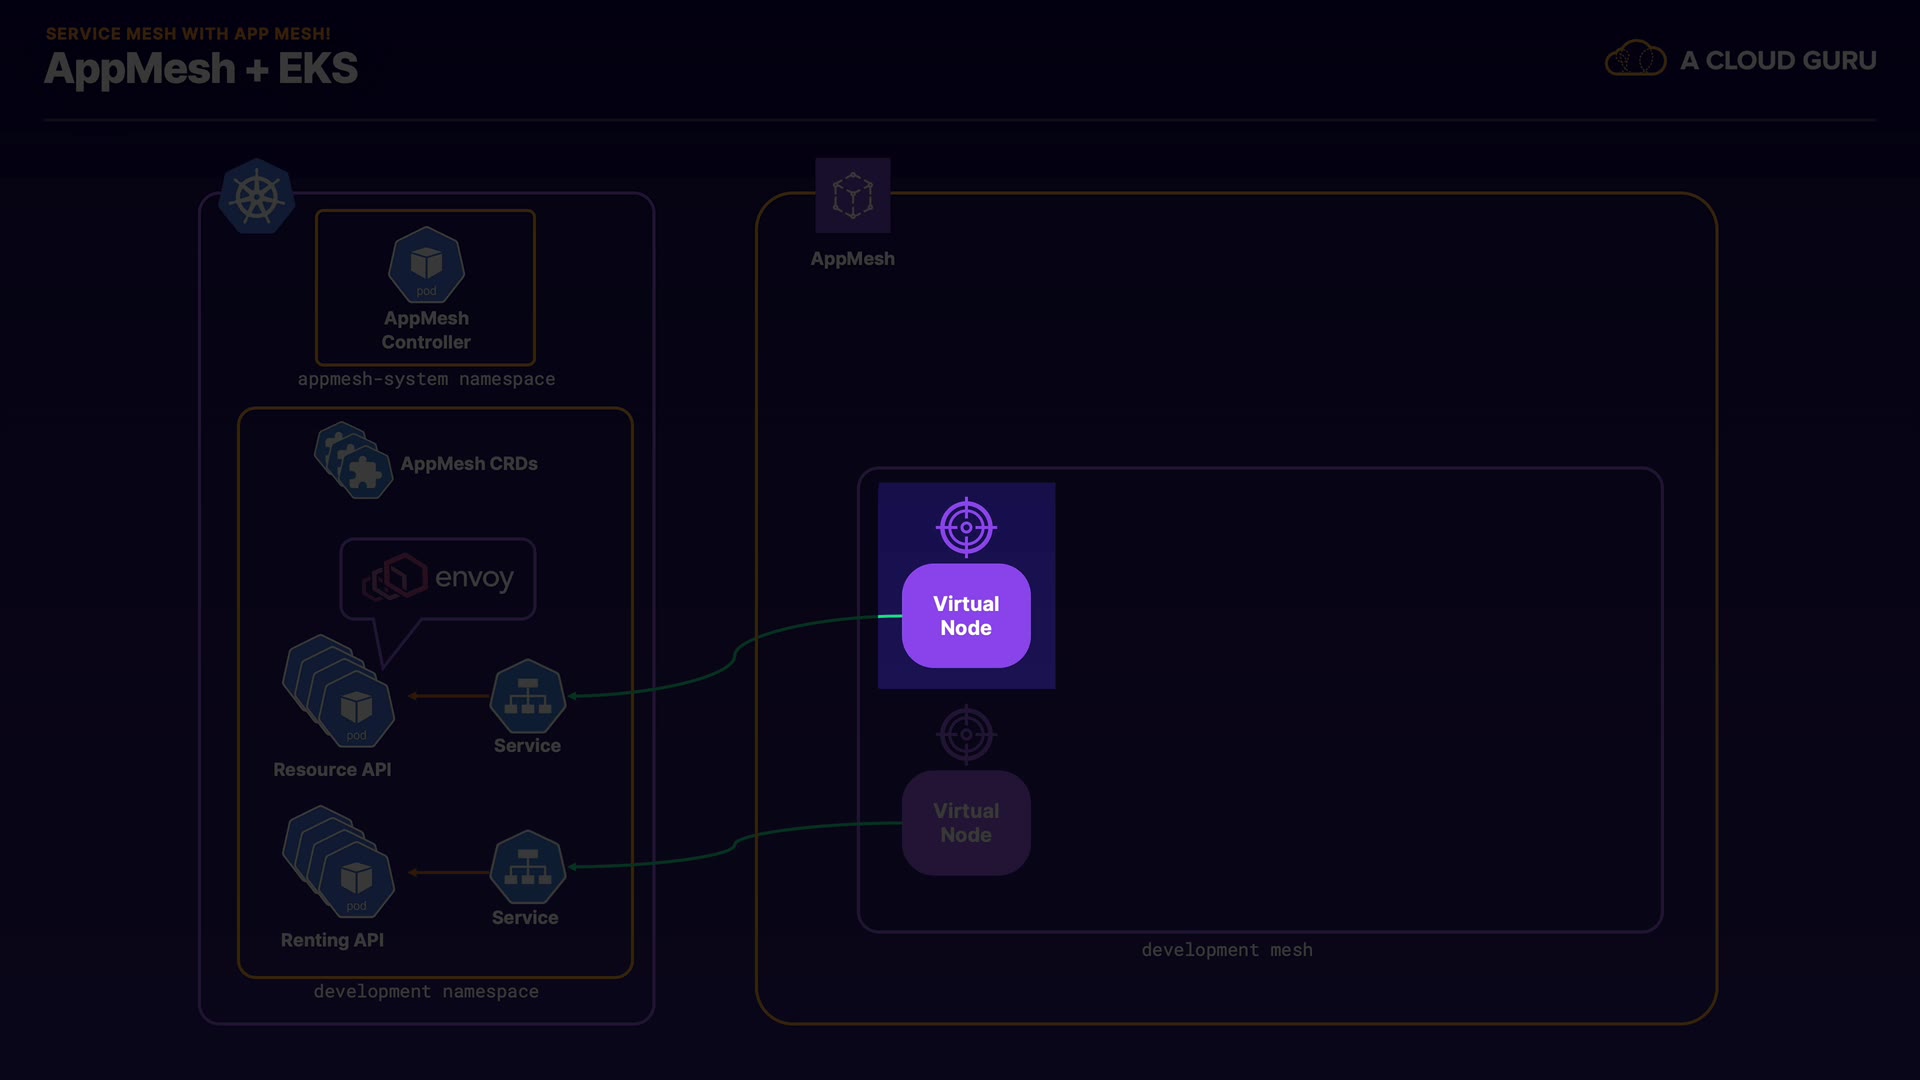 SERVICE MESH WITH APP MESH!
AppMesh + EKS
A CLOUD GURU
pod
AppMesh
Controller
appmesh-system namespace
AppMesh CRDs
envoy
pod
Resource API
Service
pod
Renting API
Service
development namespace
AppMesh
Virtual
Node
Virtual
Node
development mesh